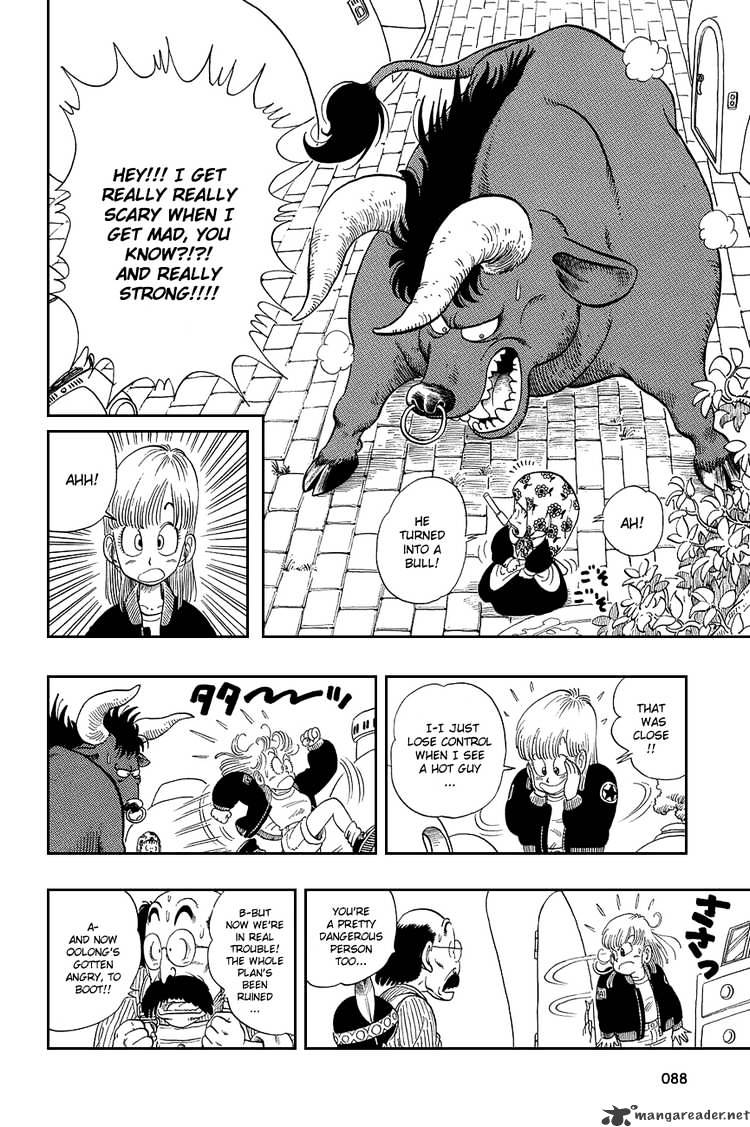 HEY!!! I GET
REALLY REALLY
SCARY WHEN I
GET MAD, YOU
KNOW?!?!
AND REALLY
STRONG!!!!
AH!
HE
TURNED
INTO A
BULL!
AHH!
THAT
WAS
CLOSE
!!
I-I JUST
LOSE CONTROL
WHEN I SEE
A HOT GUY
...
タタ〜〜ッ
ササッ
YOU'RE
A PRETTY
DANGEROUS
PERSON
TOO...
B-BUT
NOW WE'RE
IN REAL
TROUBLE!
THE WHOLE
PLAN'S
BEEN
RUINED
...
A-
AND NOW
OOLONG'S
GOTTEN
ANGRY, TO
BOOT!!
088
mangareader.net